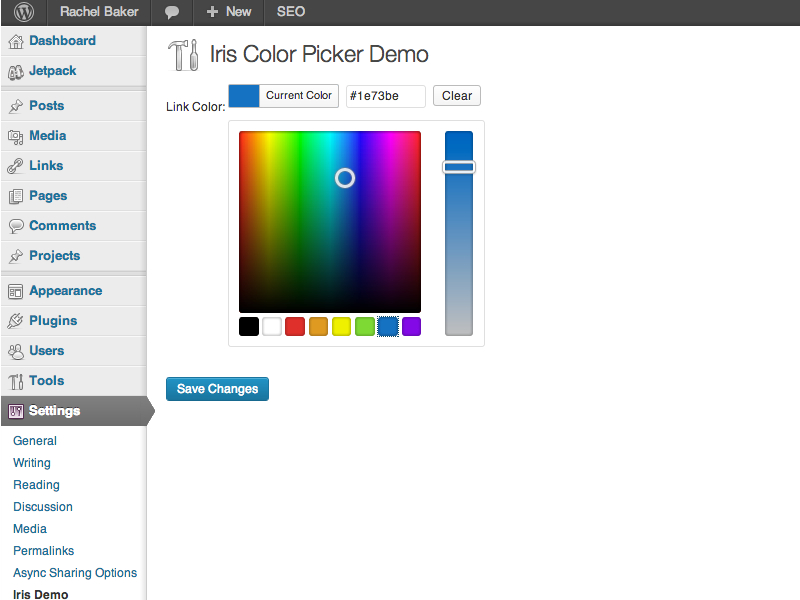 Rachel Baker
+ New
SEO
Dashboard
Jetpack
Posts
Media
Links
Pages
Comments
Projects
Appearance
Plugins
Users
Tools
Settings
General
Writing
Reading
Discussion
Media
Permalinks
Async Sharing Options
Iris Demo
Iris Color Picker Demo
Link Color: Current Color #1e73be Clear
Save Changes